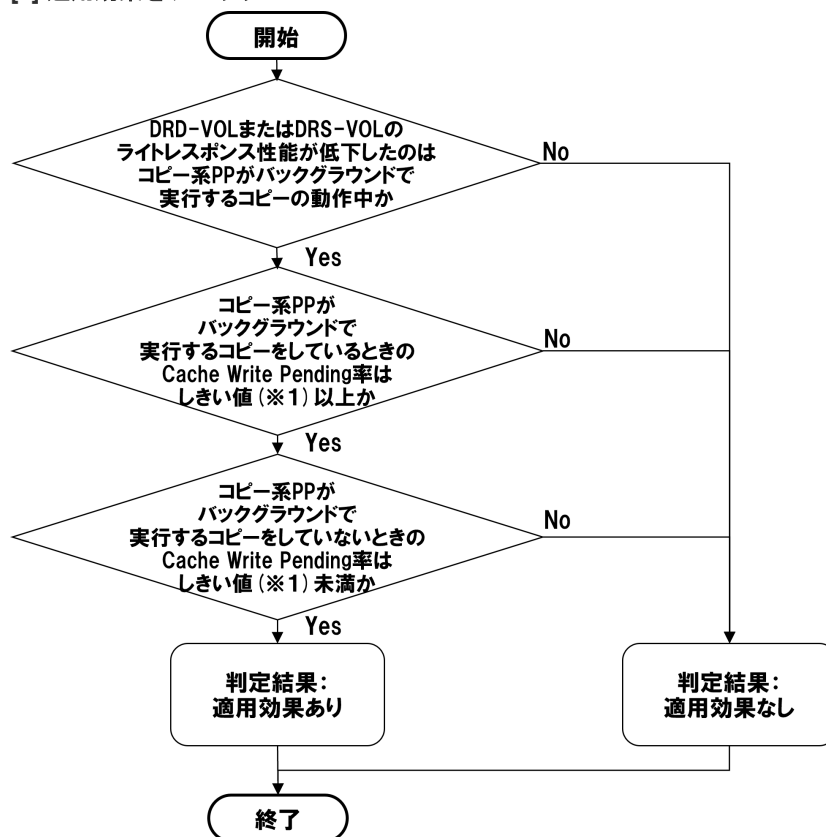 開始
DRD-VOLまたはDRS-VOLの
ライトレスポンス性能が低下したのは
コピー系PPがバックグラウンドで
実行するコピーの動作中か
No
Yes
コピー系PPが
バックグラウンドで
実行するコピーをしているときの
Cache Write Pending率は
しきい値(※1)以上か
No
Yes
コピー系PPが
バックグラウンドで
実行するコピーをしていないときの
Cache Write Pending率は
しきい値(※1)未満か
No
Yes
判定結果:
適用効果あり
判定結果:
適用効果なし
終了